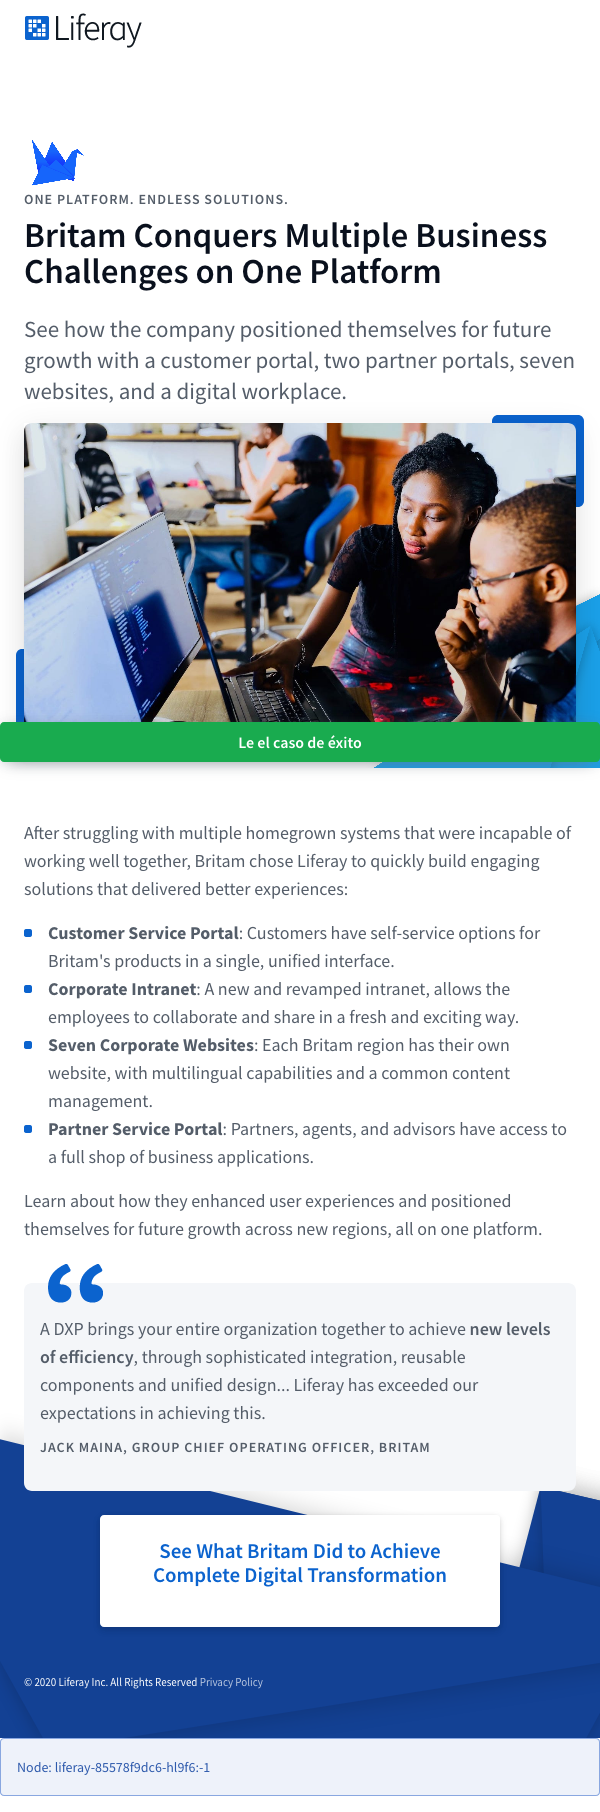 Liferay
ONE PLATFORM. ENDLESS SOLUTIONS.
Britam Conquers Multiple Business
Challenges on One Platform
See how the company positioned themselves for future
growth with a customer portal, two partner portals, seven
websites, and a digital workplace.
Le el caso de éxito
After struggling with multiple homegrown systems that were incapable of
working well together, Britam chose Liferay to quickly build engaging
solutions that delivered better experiences:
Customer Service Portal: Customers have self-service options for
Britam's products in a single, unified interface.
Corporate Intranet: A new and revamped intranet, allows the
employees to collaborate and share in a fresh and exciting way.
Seven Corporate Websites: Each Britam region has their own
website, with multilingual capabilities and a common content
management.
Partner Service Portal: Partners, agents, and advisors have access to
a full shop of business applications.
Learn about how they enhanced user experiences and positioned
themselves for future growth across new regions, all on one platform.
A DXP brings your entire organization together to achieve new levels
of efficiency, through sophisticated integration, reusable
components and unified design... Liferay has exceeded our
expectations in achieving this.
JACK MAINA, GROUP CHIEF OPERATING OFFICER, BRITAM
See What Britam Did to Achieve
Complete Digital Transformation
© 2020 Liferay Inc. All Rights Reserved Privacy Policy
Node: liferay-85578f9dc6-hl9f6:-1